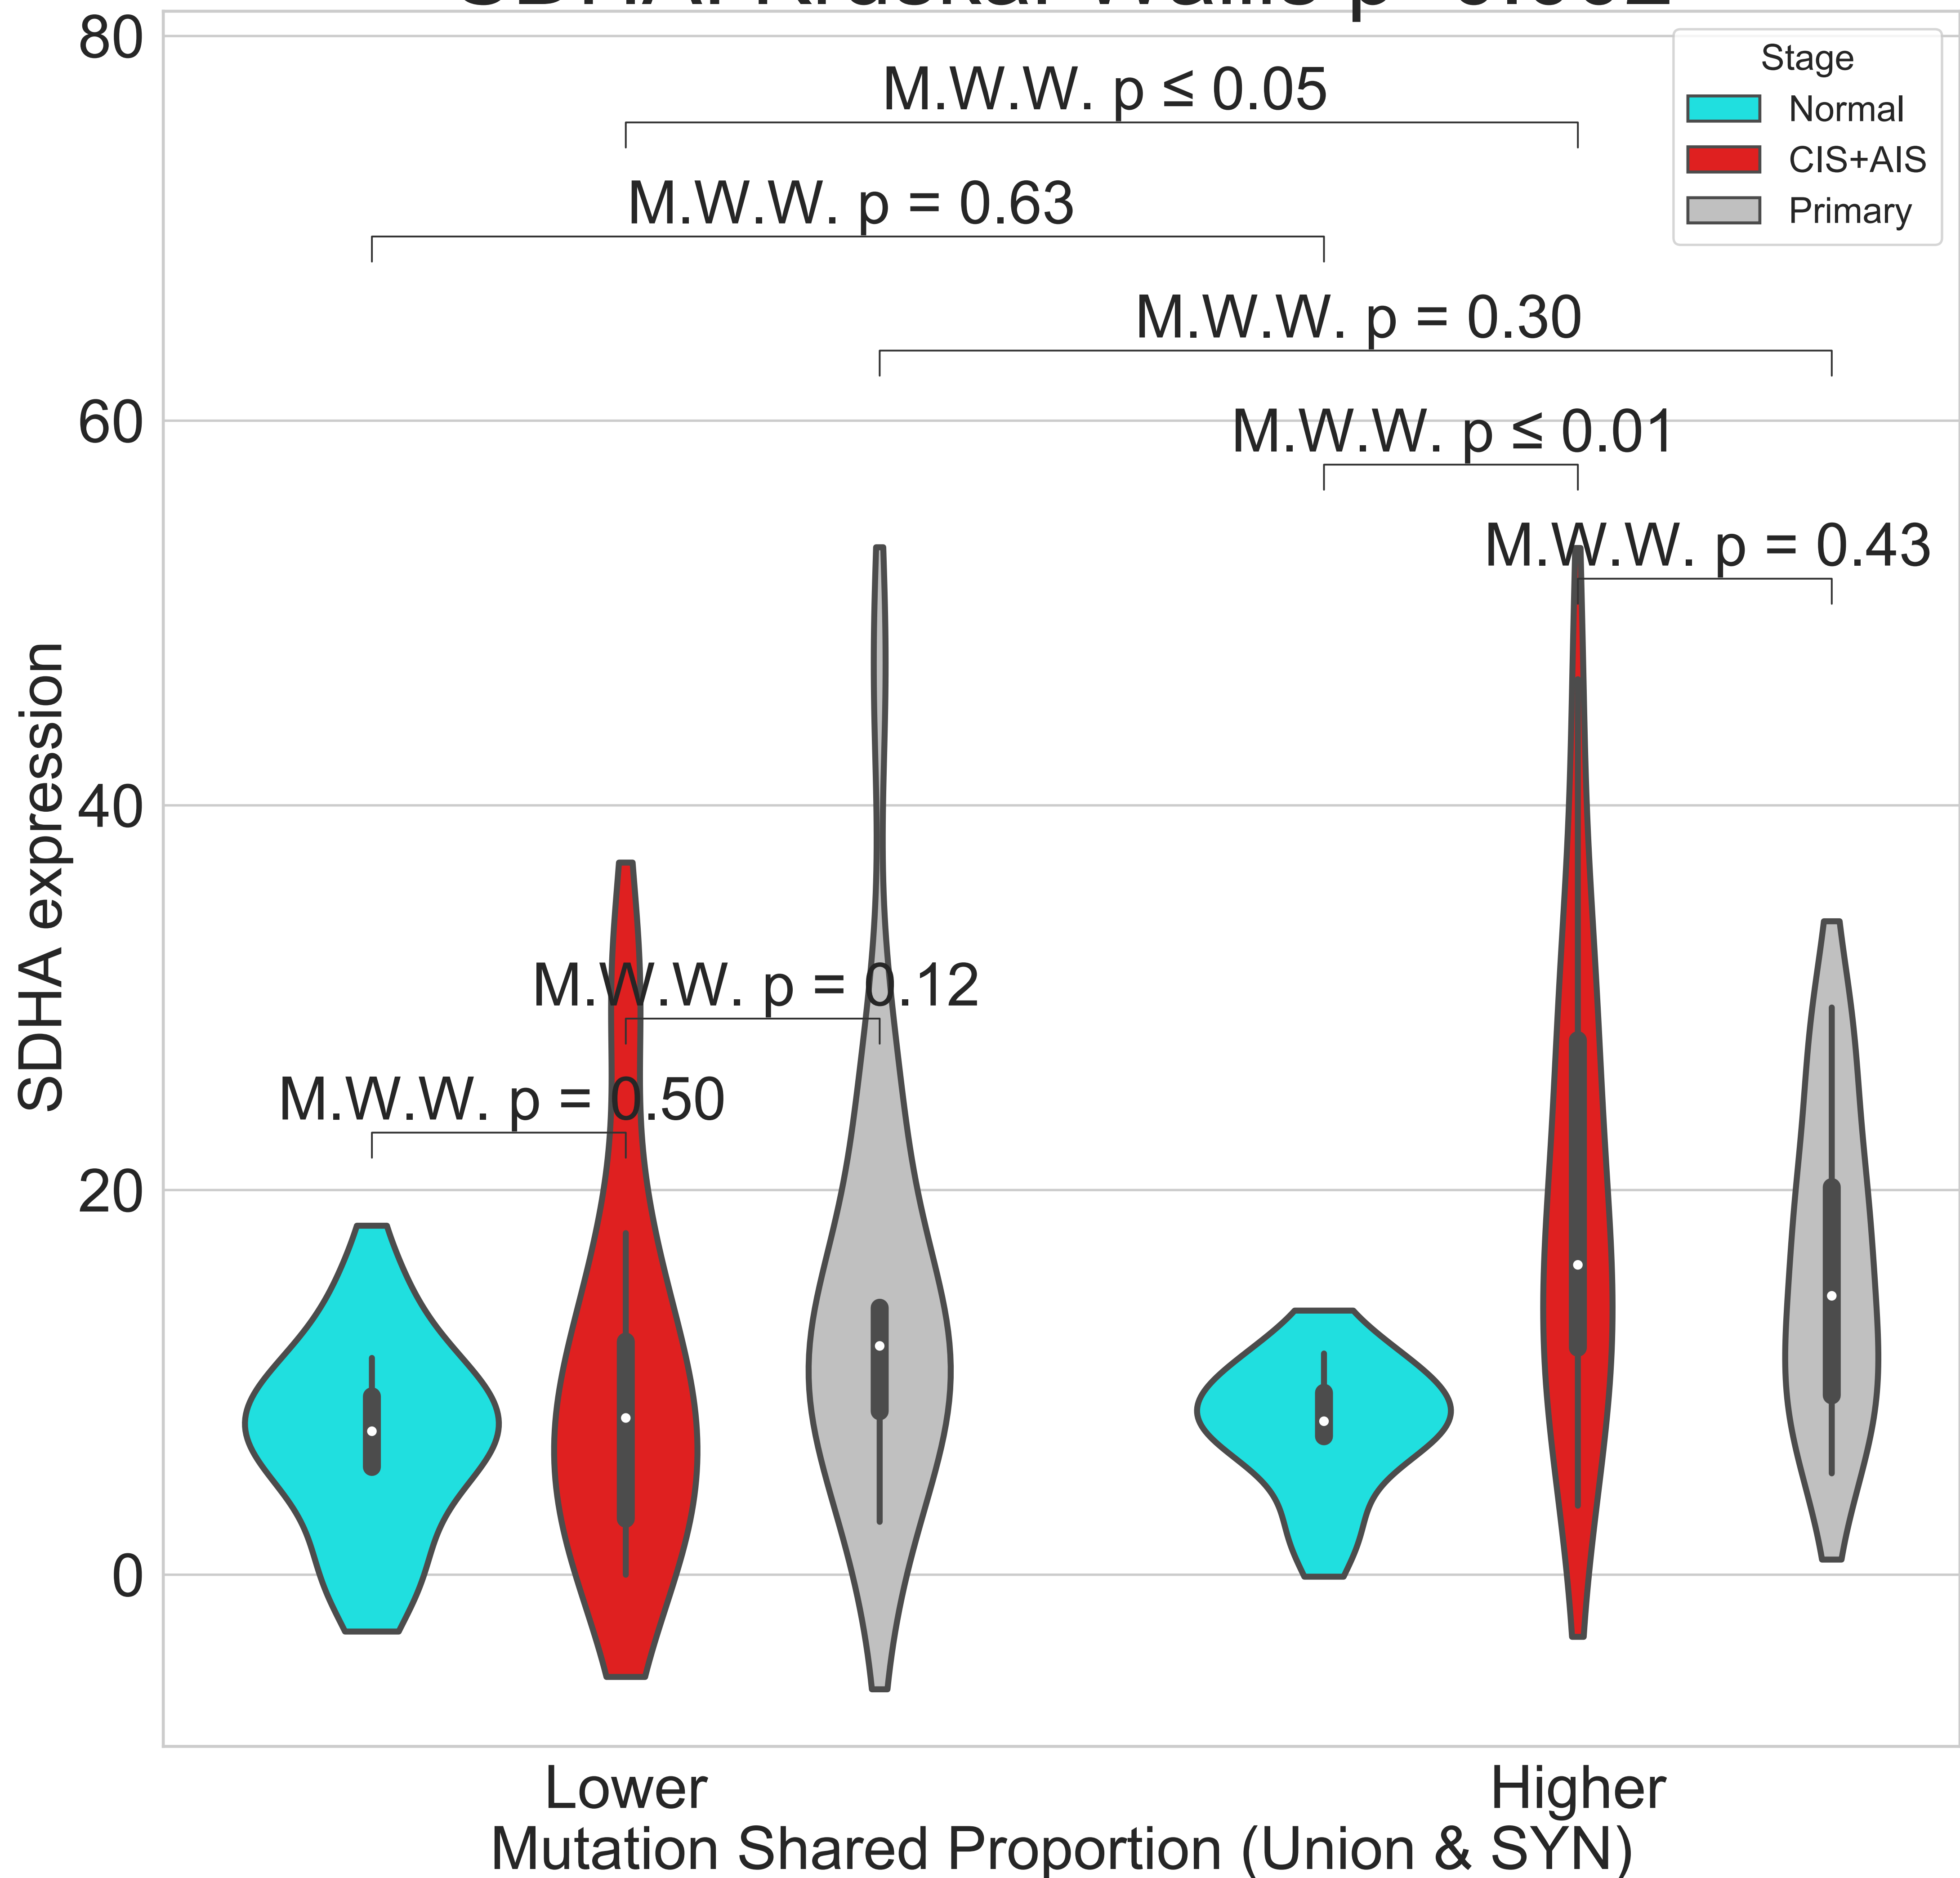 80
M.W.W. p ≤ 0.05
Stage
Normal
CIS+AIS
Primary
M.W.W. p = 0.63
M.W.W. p = 0.30
60
M.W.W. p ≤ 0.01
M.W.W. p = 0.43
SDHA expression
40
M.W.W. p = 0.12
M.W.W. p = 0.50
20
0
Lower
Higher
Mutation Shared Proportion (Union & SYN)